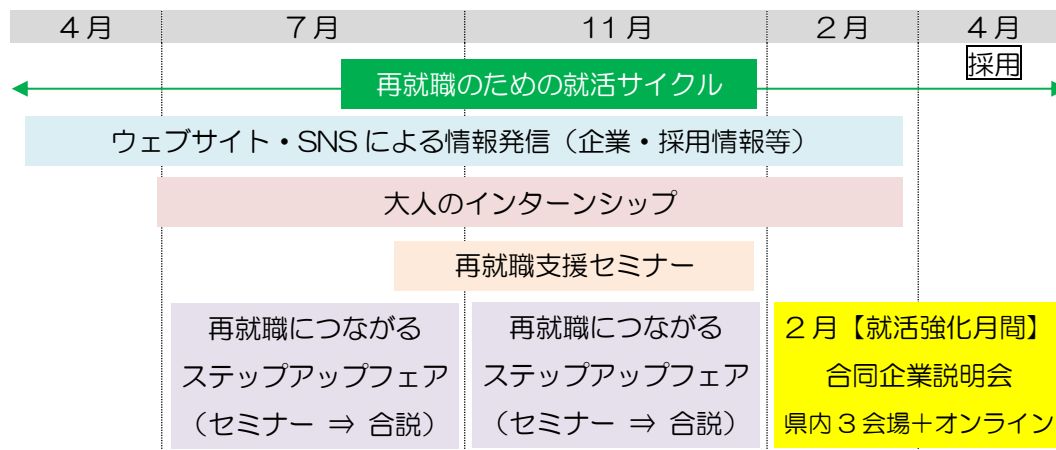 4月 7月 11月 2月 4月
採用
再就職のための就活サイクル
ウェブサイト・SNSによる情報発信（企業・採用情報等）
大人のインターンシップ
再就職支援セミナー
再就職につながる
ステップアップフェア
（セミナー ⇒ 合説）
再就職につながる
ステップアップフェア
（セミナー ⇒ 合説）
2月【就活強化月間】
合同企業説明会
県内3会場＋オンライン